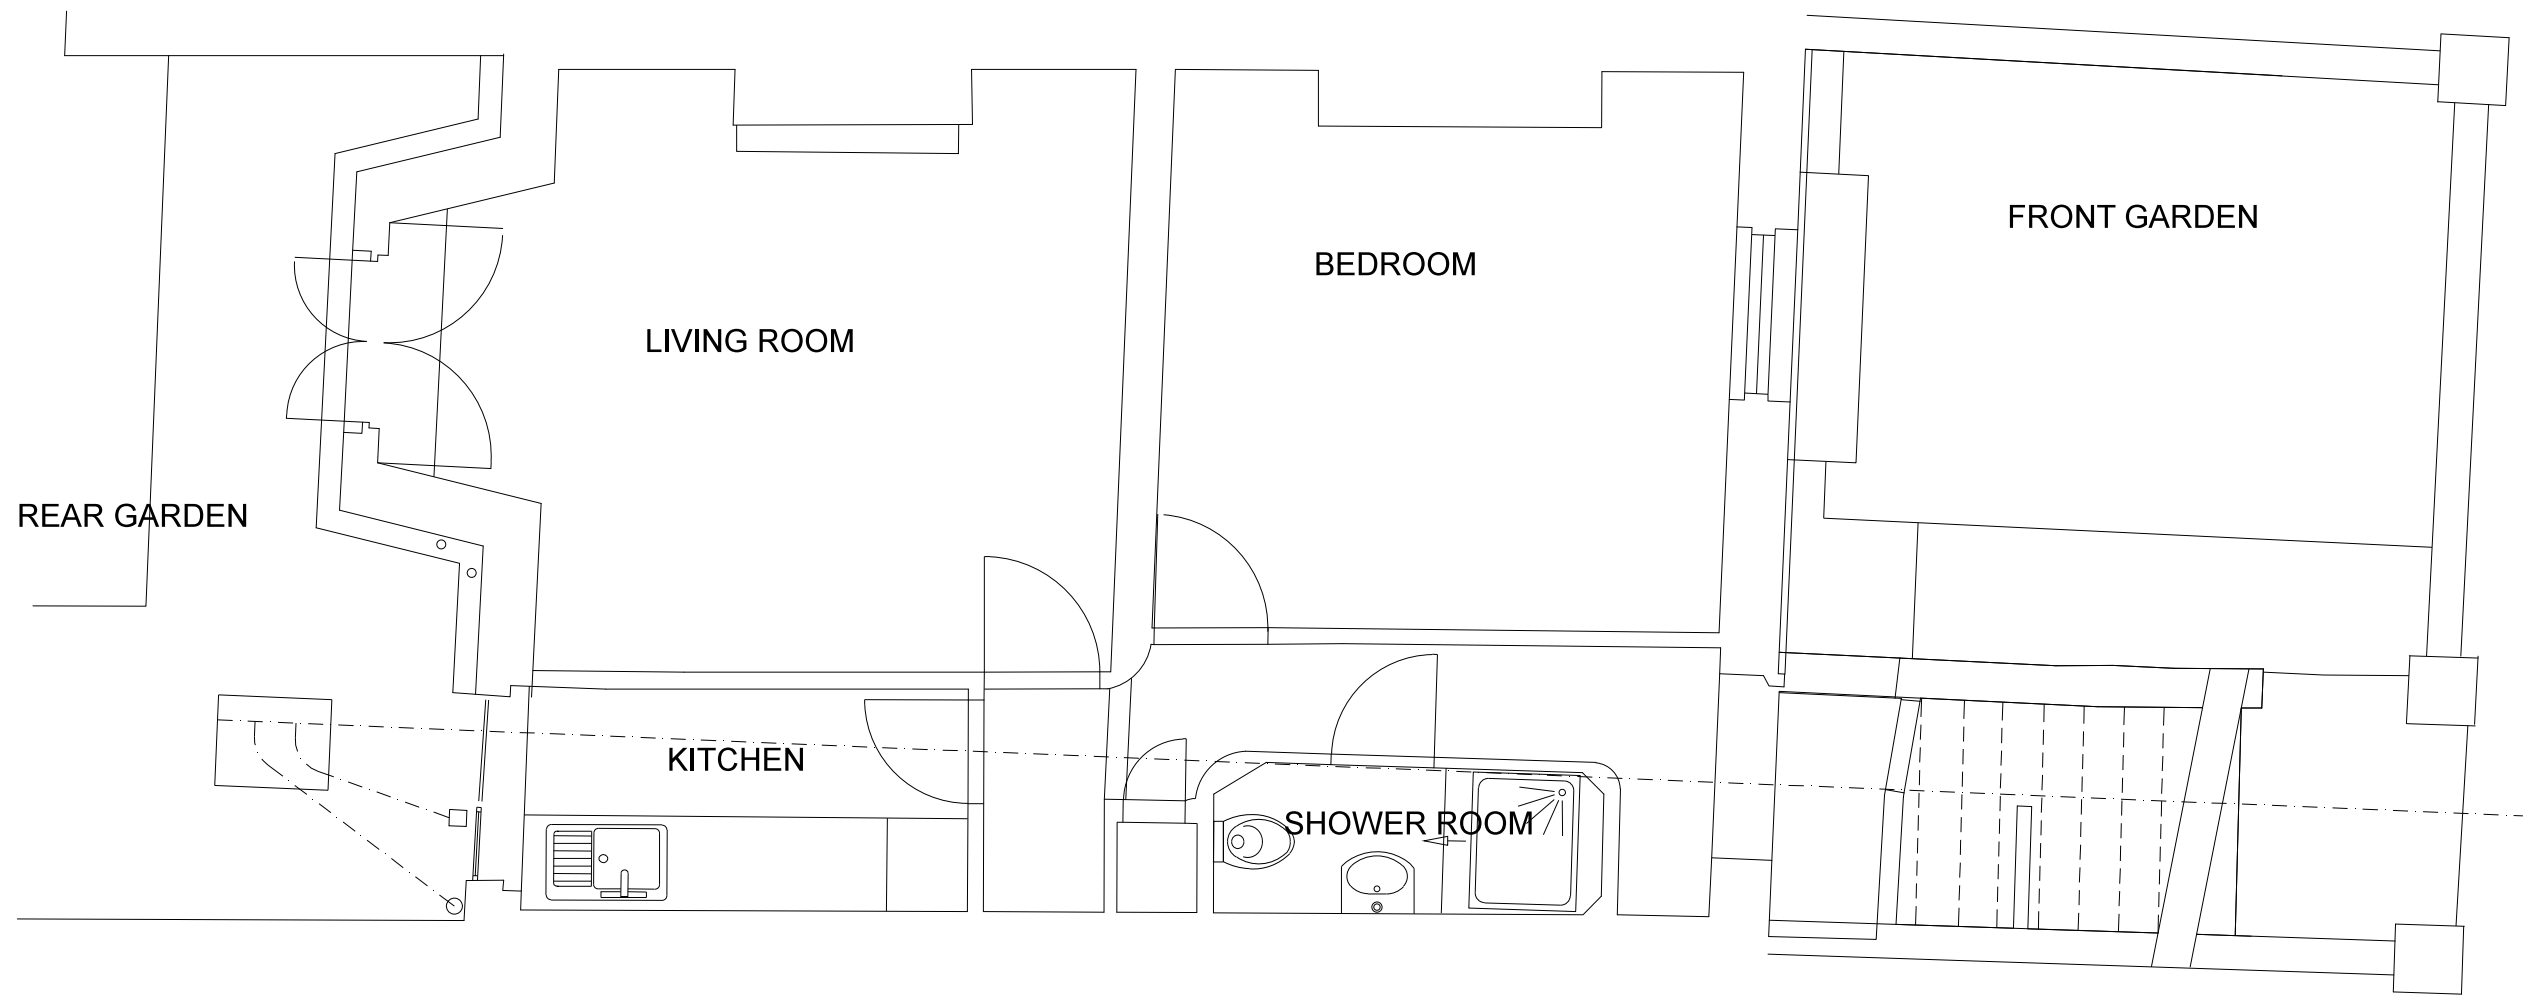 FRONT GARDEN
BEDROOM
LIVING ROOM
REAR GARDEN
KITCHEN
SHOWER ROOM